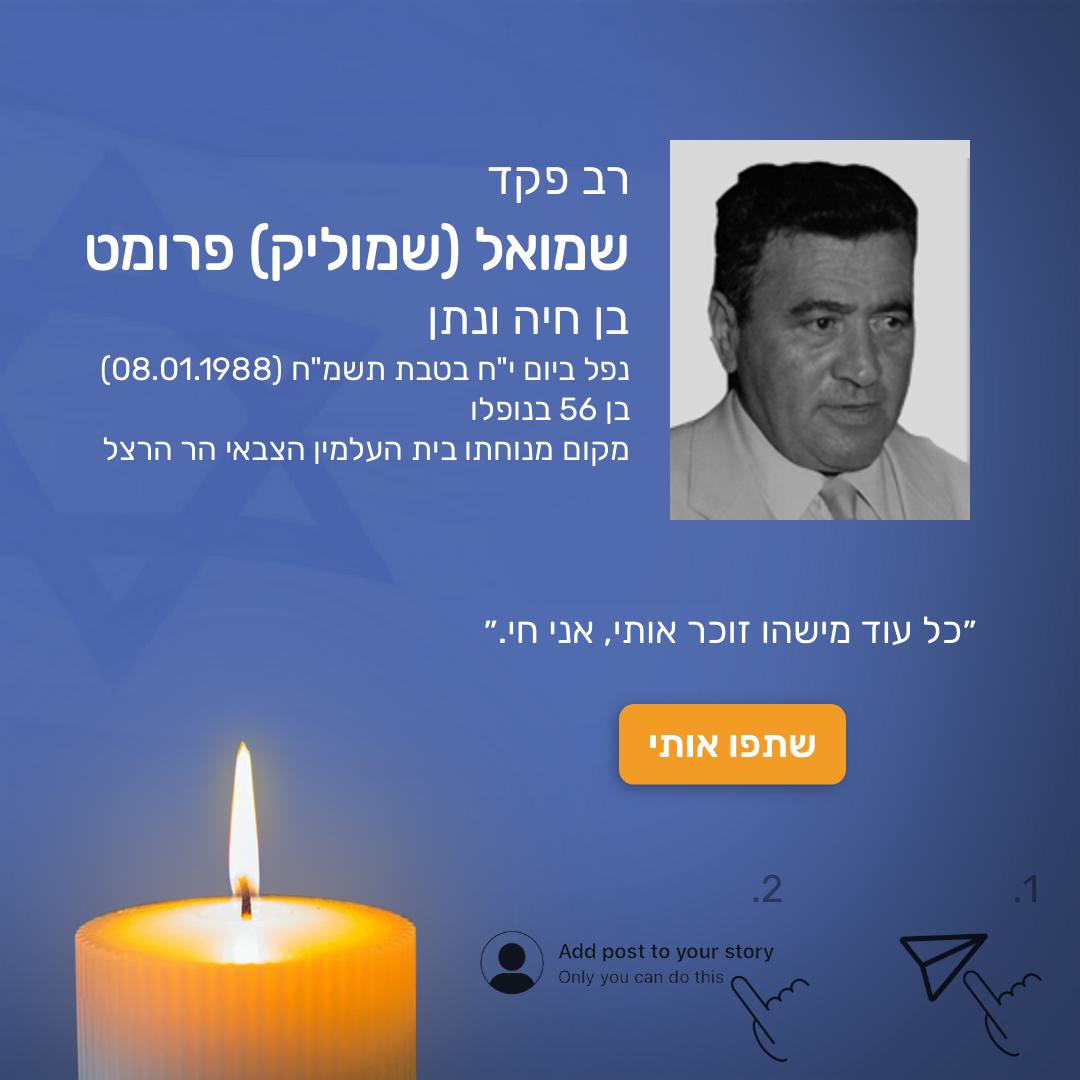 רב פקד
שמואל (שמוליק) פרומט
בן חיה ונתן
נפל ביום י"ח בטבת תשמ"ח (08.01.1988)
בן 56 בנופלו
מקום מנוחתו בית העלמין הצבאי הר הרצל
״כל עוד מישהו זוכר אותי, אני חי.״
שתפו אותי
.1
.2
Add post to your story
Only you can do this